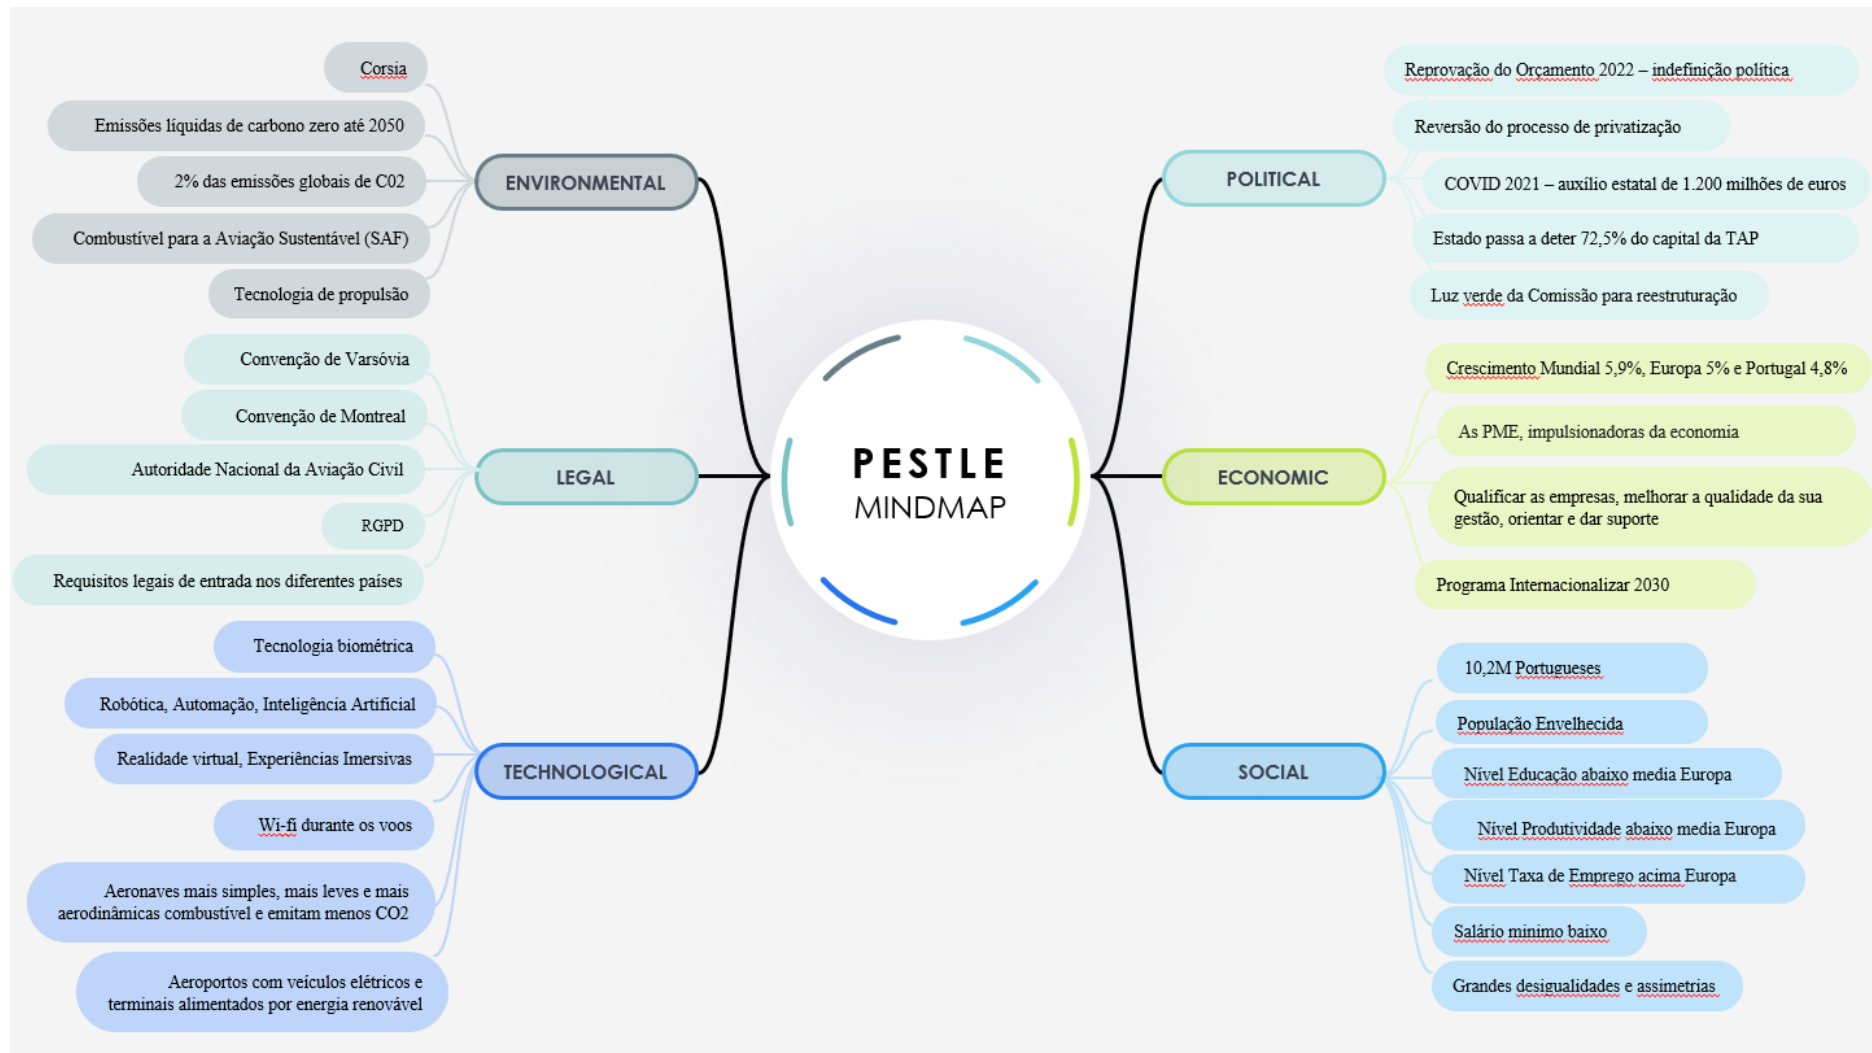 PESTLE
MINDMAP
POLITICAL
Reprovação do Orçamento 2022 – indefinição política
Reversão do processo de privatização
COVID 2021 – auxílio estatal de 1.200 milhões de euros
Estado passa a deter 72,5% do capital da TAP
Luz verde da Comissão para reestruturação
ECONOMIC
Crescimento Mundial 5,9%, Europa 5% e Portugal 4,8%
As PME, impulsionadoras da economia
Qualificar as empresas, melhorar a qualidade da sua
gestão, orientar e dar suporte
Programa Internacionalizar 2030
SOCIAL
10,2M Portugueses
População Envelhecida
Nível Educação abaixo media Europa
Nível Produtividade abaixo media Europa
Nível Taxa de Emprego acima Europa
Salário minimo baixo
Grandes desigualdades e assimetrias
TECHNOLOGICAL
Tecnologia biométrica
Robótica, Automação, Inteligência Artificial
Realidade virtual, Experiências Imersivas
Wi-fi durante os voos
Aeronaves mais simples, mais leves e mais
aerodinâmicas combustível e emitam menos CO2
Aeroportos com veículos elétricos e
terminais alimentados por energia renovável
LEGAL
Convenção de Varsóvia
Convenção de Montreal
Autoridade Nacional da Aviação Civil
RGPD
Requisitos legais de entrada nos diferentes países
ENVIRONMENTAL
Corsia
Emissões líquidas de carbono zero até 2050
2% das emissões globais de C02
Combustível para a Aviação Sustentável (SAF)
Tecnologia de propulsão